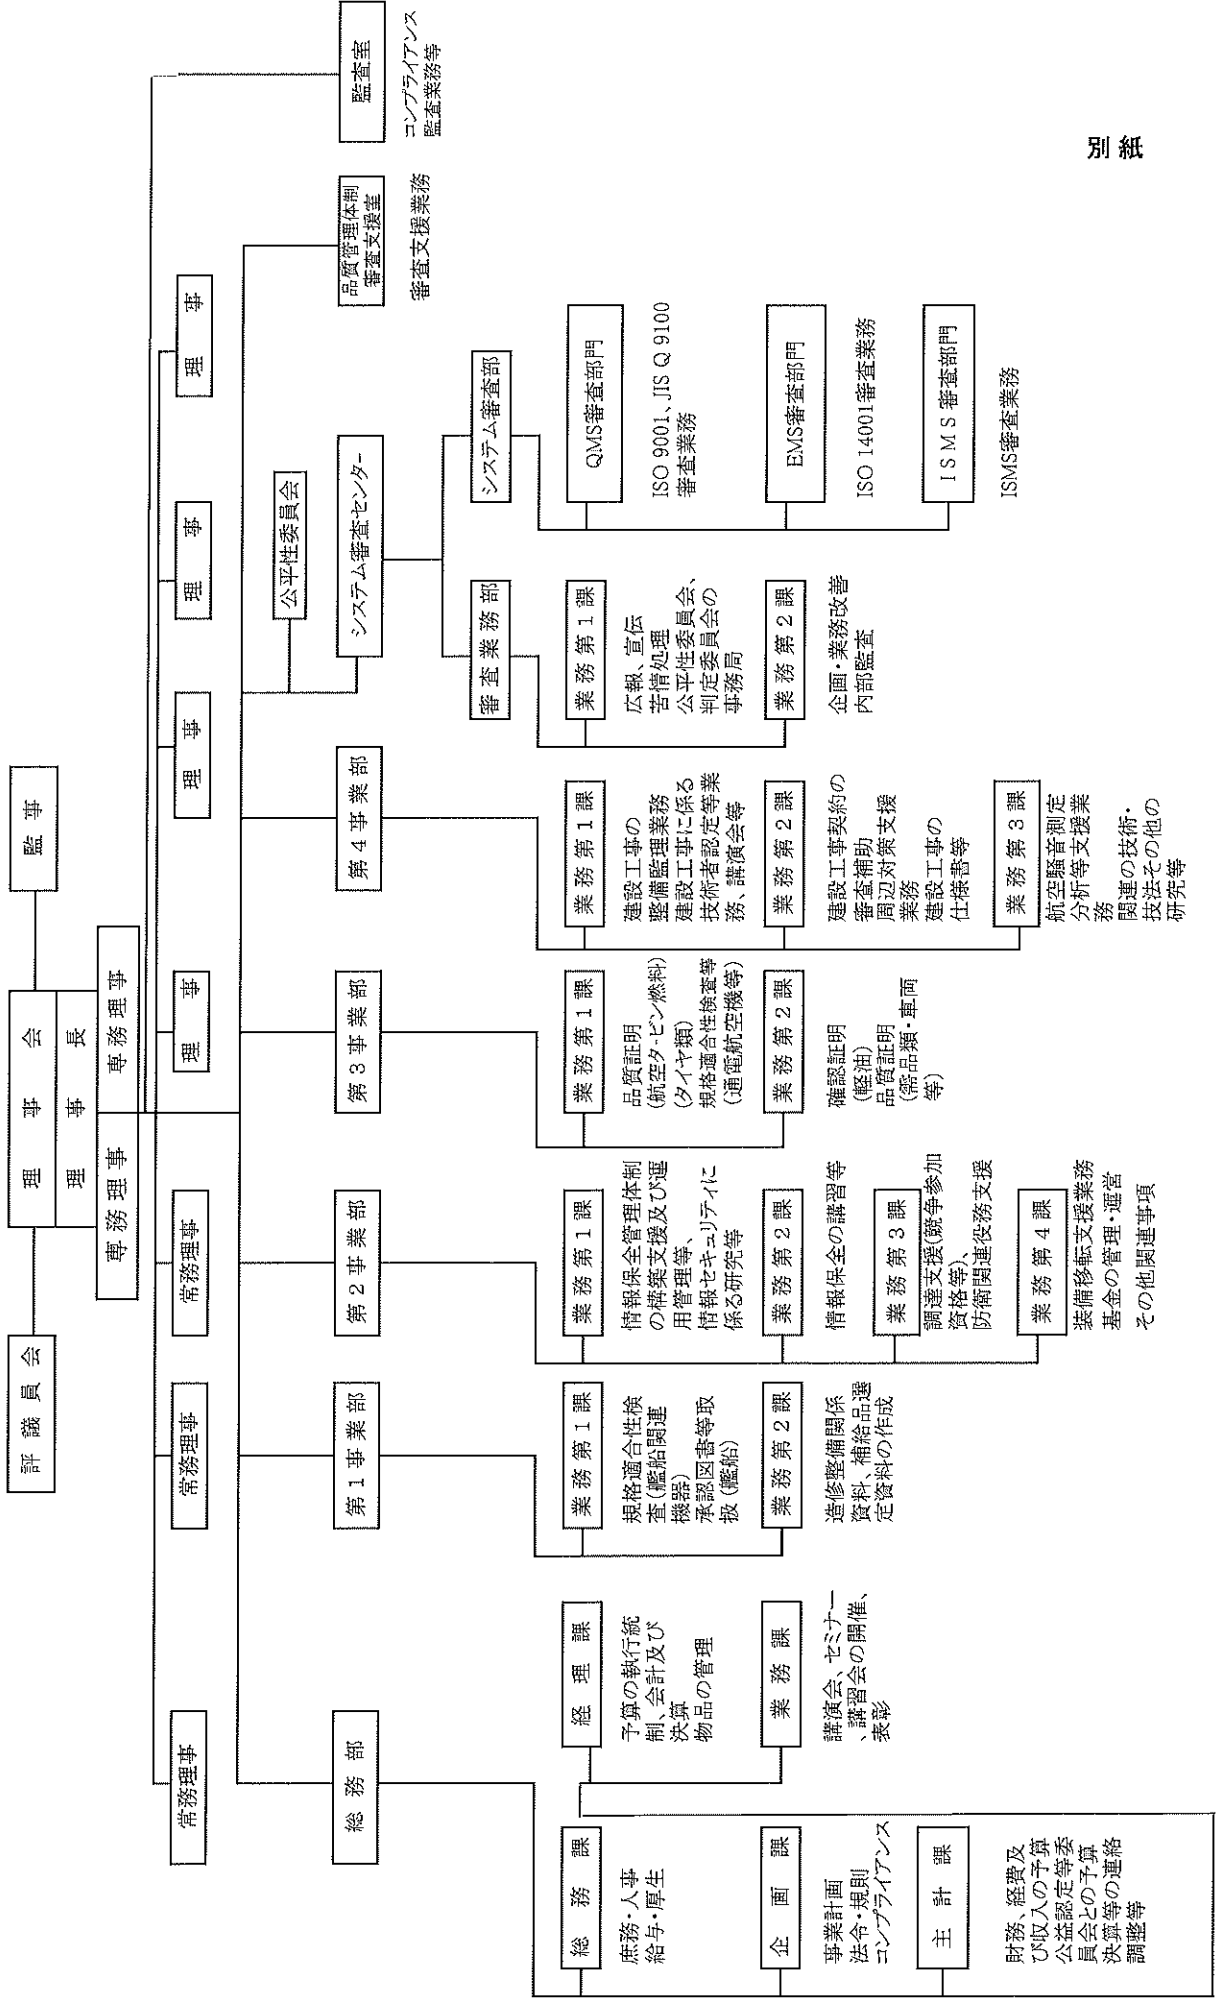 別紙
評議員会
理事会
監事
理事長
専務理事
専務理事
常務理事
常務理事
常務理事
理事
理事
理事
理事
総務部
第1事業部
第2事業部
第3事業部
第4事業部
公平性委員会
システム審査センター
品質管理体制
審査支援室
審査支援業務
監査室
コンプライアンス
監査業務等
総務課
庶務・人事
給与・厚生
企画課
事業計画
法令・規則
コンプライアンス
主計課
財務、経費及
び収入の予算
公益認定等委
員会との予算
決算等の連絡
調整等
経理課
予算の執行統
制、会計及び
決算
物品の管理
業務課
講演会、セミナー
、講習会の開催、
表彰
業務第1課
規格適合性検
査(艦船関連
機器)
承認図書等取
扱(艦船)
業務第2課
造修整備関係
資料、補給品選
定資料の作成
業務第1課
情報保全管理体制
の構築支援及び運
用管理等、
情報セキュリティに
係る研究等
業務第2課
情報保全の講習等
業務第3課
調達支援(競争参加
資格等)、
防衛関連役務支援
業務第4課
装備移転支援業務
基金の管理・運営
その他関連事項
業務第1課
品質証明
(航空タ-ビン燃料)
(タイヤ類)
規格適合性検査等
(通電航空機等)
業務第2課
確認証明
(軽油)
品質証明
(需品類・車両
等)
業務第1課
建設工事の
整備監理業務
建設工事に係る
技術者認定等業
務、講演会等
業務第2課
建設工事契約の
審査補助
周辺対策支援
業務
建設工事の
仕様書等
業務第3課
航空騒音測定
分析等支援業
務
関連の技術・
技法その他の
研究等
審査業務部
業務第1課
広報、宣伝
苦情処理
公平性委員会、
判定委員会の
事務局
業務第2課
企画・業務改善
内部監査
システム審査部
QMS審査部門
ISO 9001、JIS Q 9100
審査業務
EMS審査部門
ISO 14001審査業務
ISMS審査部門
ISMS審査業務